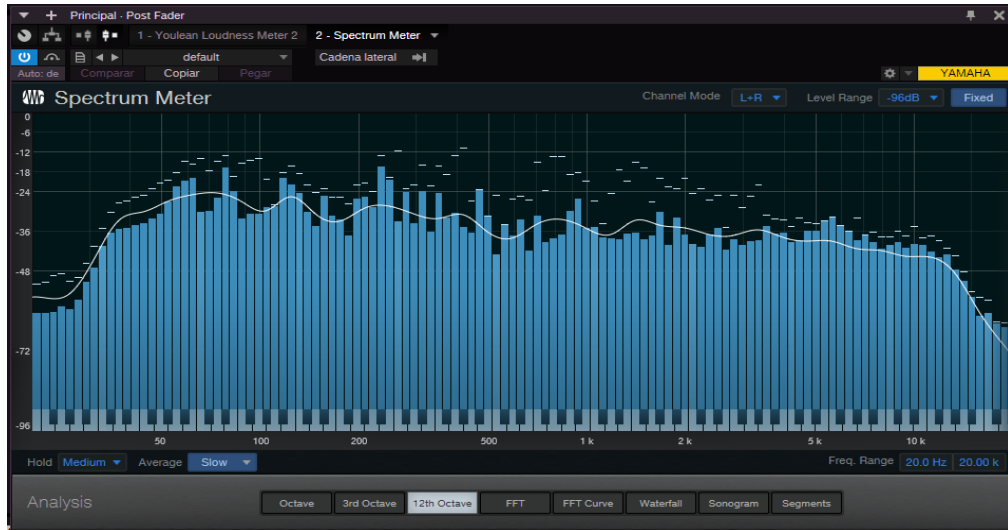 Principal - Post Fader
1 - Youlean Loudness Meter 2 2 - Spectrum Meter
default Cadena lateral
Auto: de Comparar Copiar Pegar YAMAHA
Spectrum Meter Channel Mode L+R Level Range -96dB Fixed
0
-6
-12
-18
-24
-36
-48
-72
-96
50 100 200 500 1 k 2 k 5 k 10 k
Hold Medium Average Slow Freq. Range 20.0 Hz 20.00 k
Analysis Octave 3rd Octave 12th Octave FFT FFT Curve Waterfall Sonogram Segments